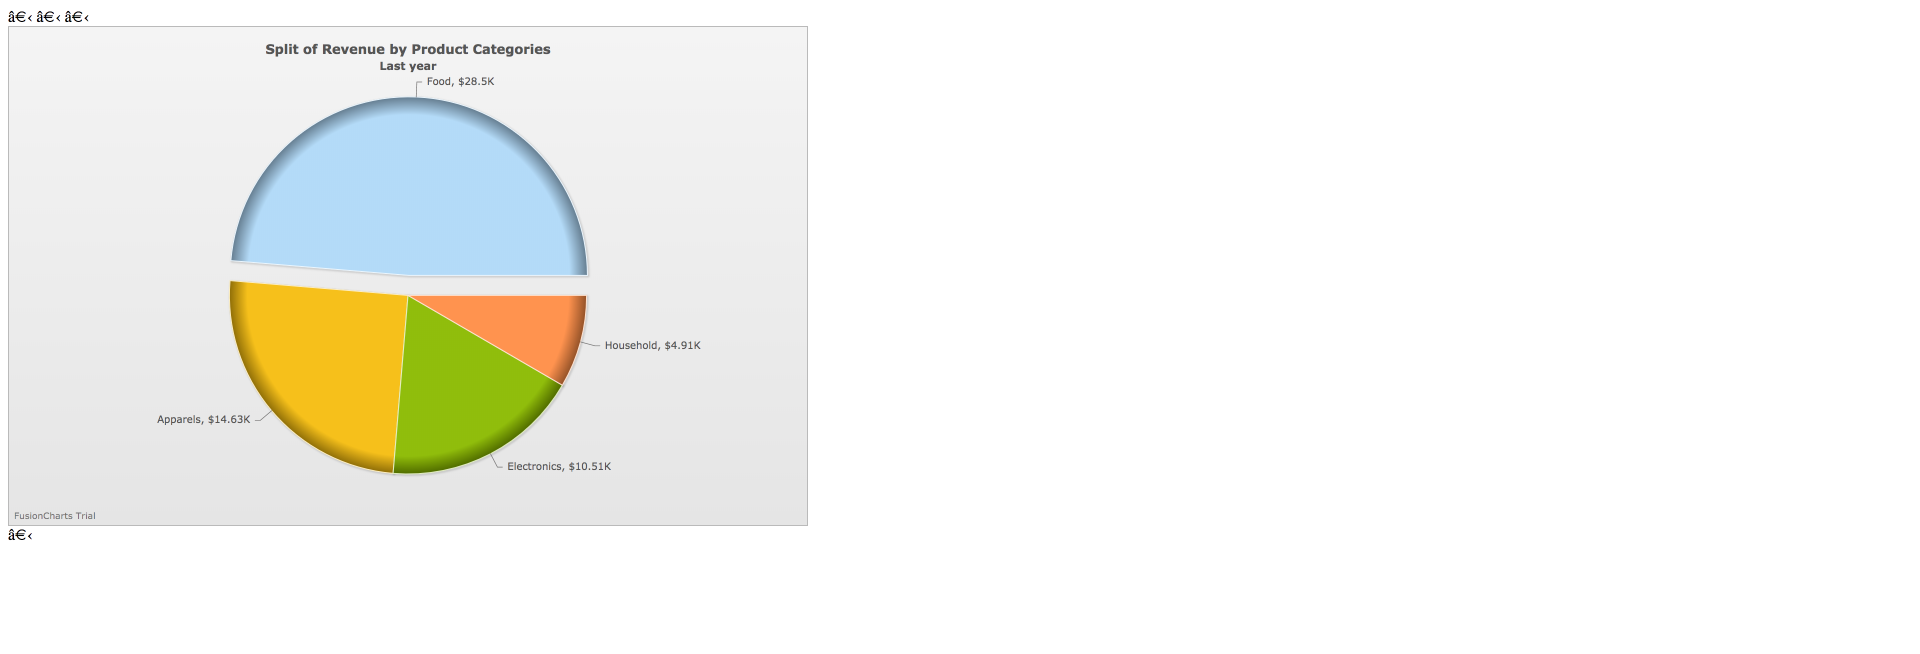 â€‹ â€‹ â€‹
Split of Revenue by Product Categories
Last year
Food, $28.5K
Household, $4.91K
Apparels, $14.63K
Electronics, $10.51K
FusionCharts Trial
â€‹